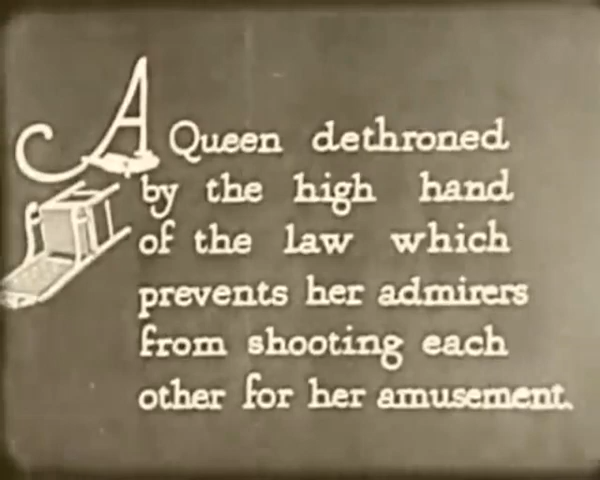 A Queen dethroned
by the high hand
of the law which
prevents her admirers
from shooting each
other for her amusement.